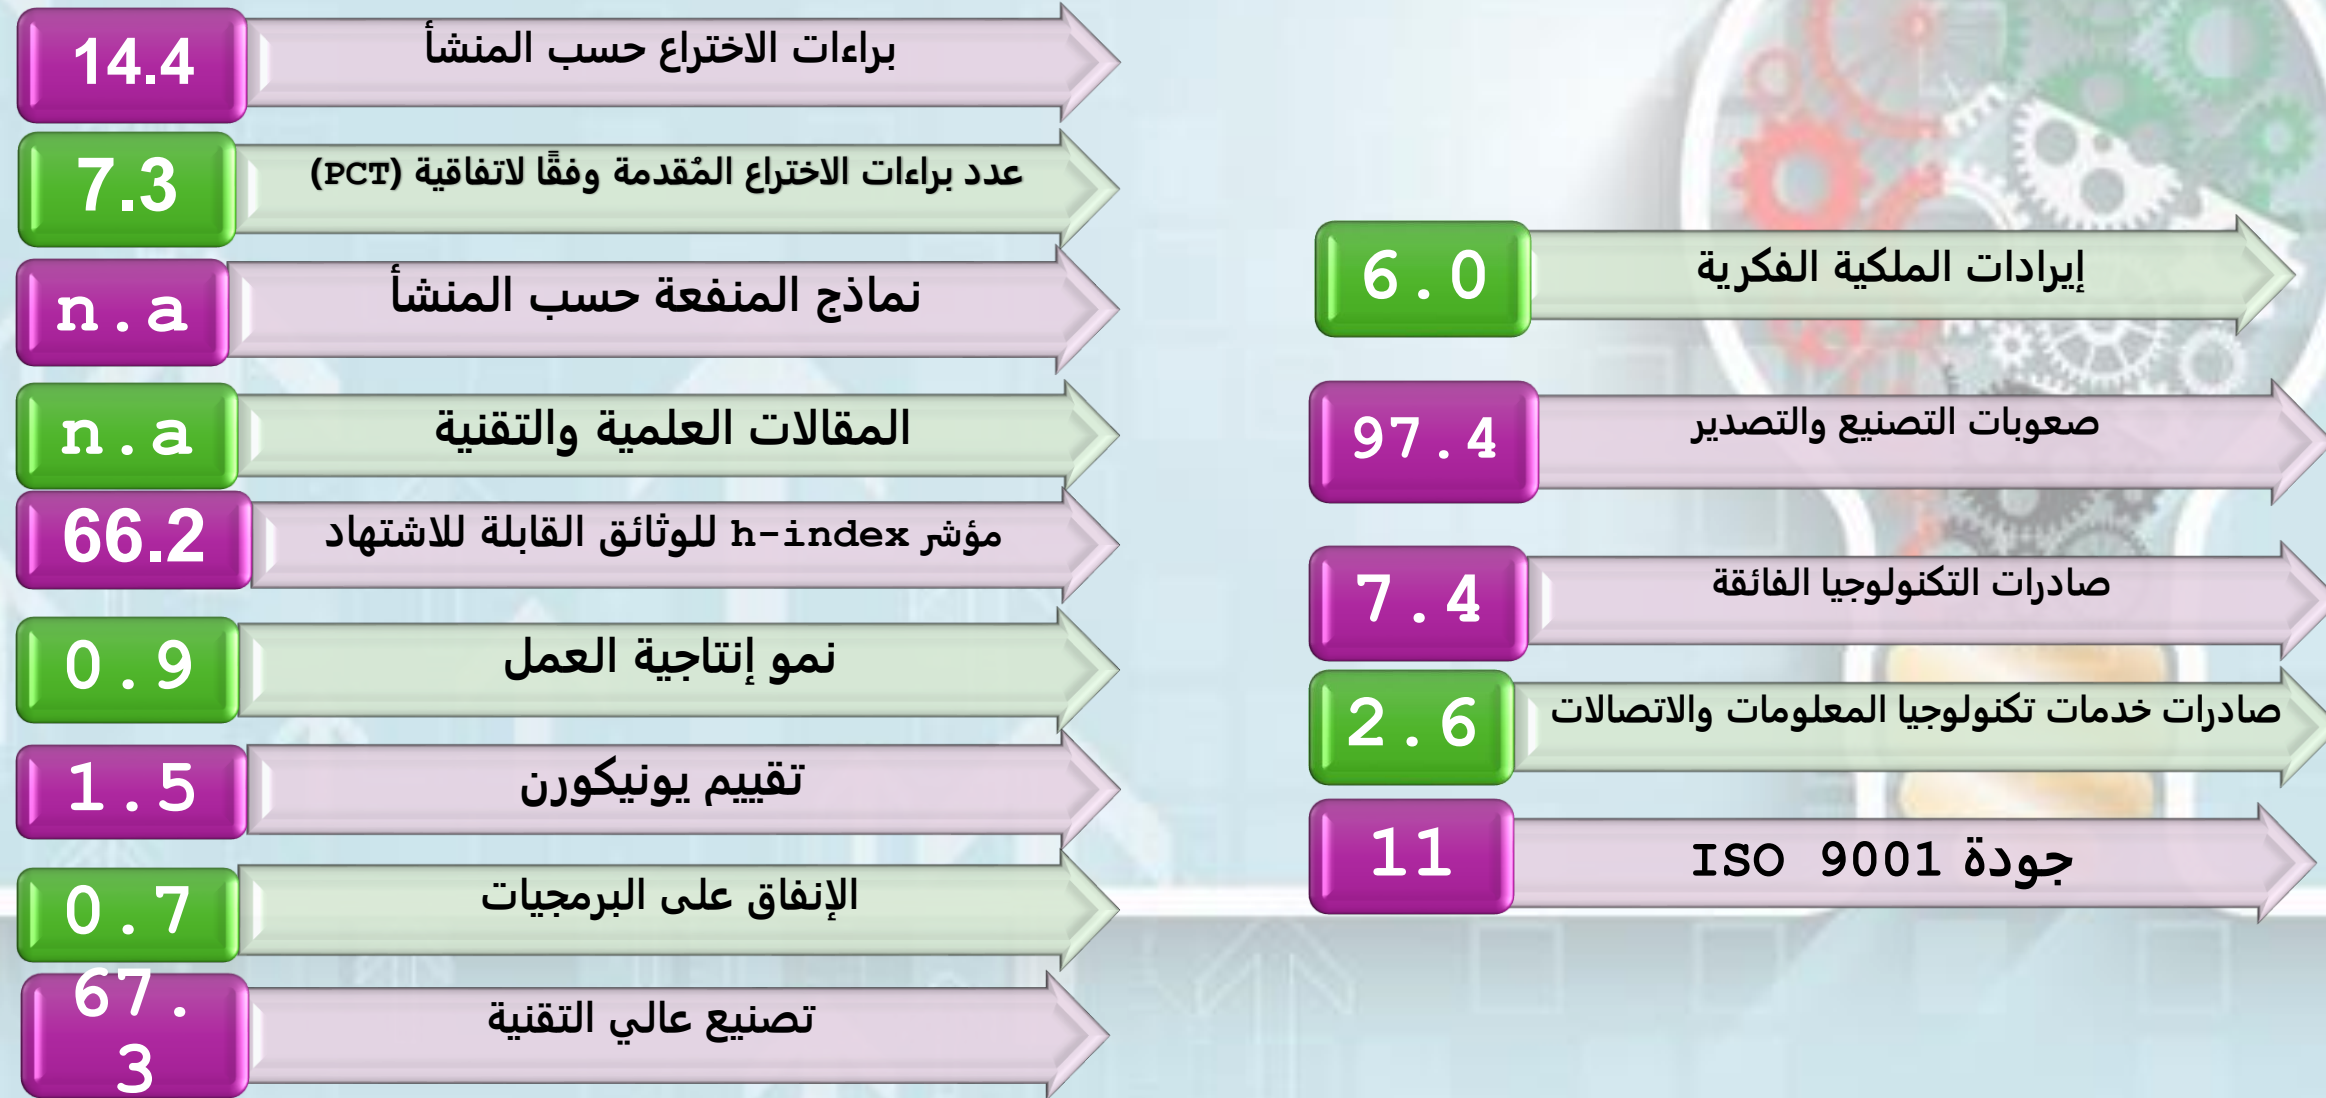 14.4
براءات الاختراع حسب المنشأ
7.3
عدد براءات الاختراع المُقدمة وفقًا لاتفاقية (PCT)
n.a
نماذج المنفعة حسب المنشأ
n.a
المقالات العلمية والتقنية
66.2
مؤشر h-index للوثائق القابلة للاشتهاد
0.9
نمو إنتاجية العمل
1.5
تقييم يونيكورن
0.7
الإنفاق على البرمجيات
67.
3
تصنيع عالي التقنية
6.0
إيرادات الملكية الفكرية
97.4
صعوبات التصنيع والتصدير
7.4
صادرات التكنولوجيا الفائقة
2.6
صادرات خدمات تكنولوجيا المعلومات والاتصالات
11
جودة ISO 9001